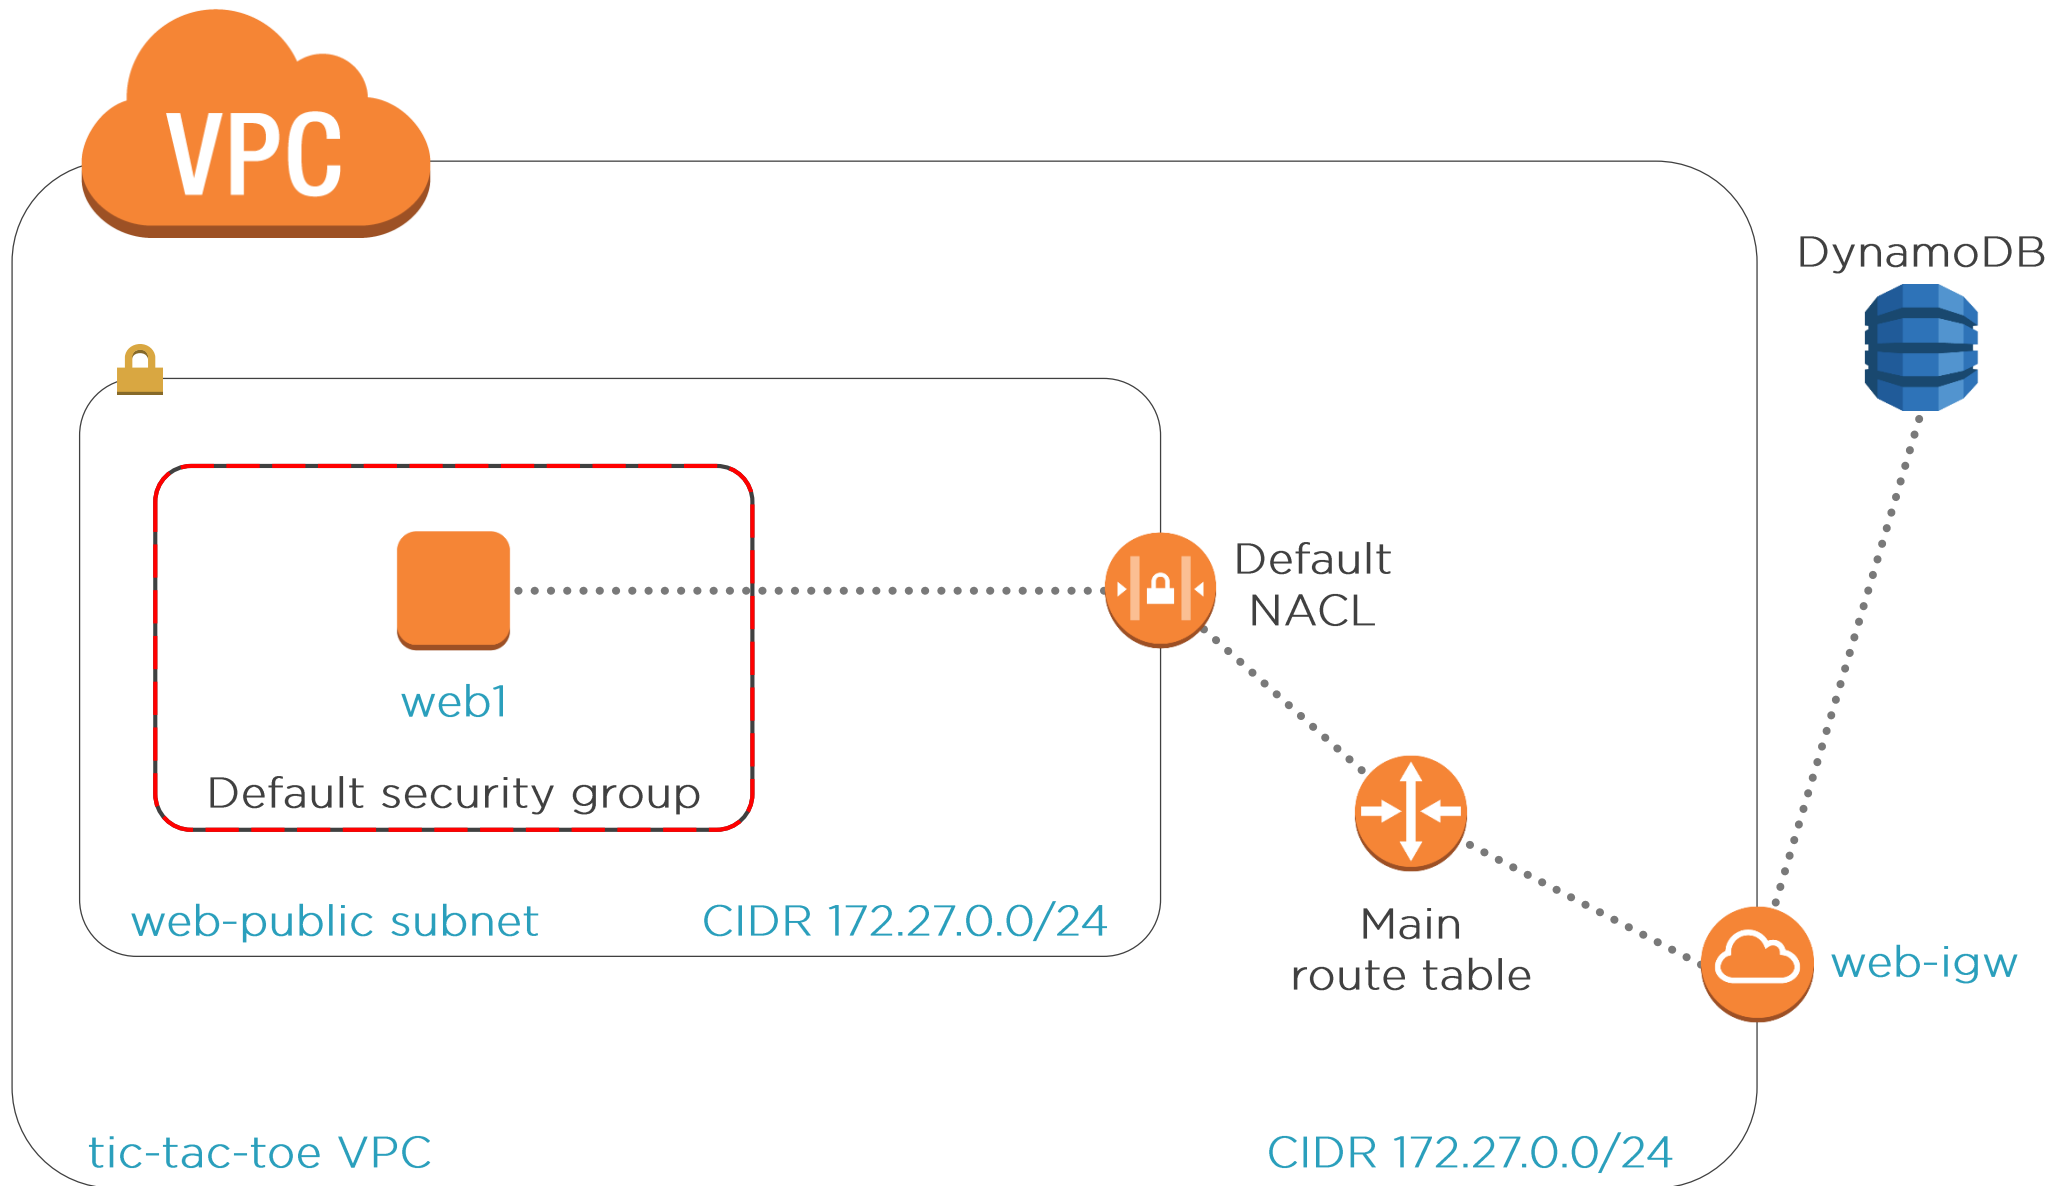 VPC
DynamoDB
Default
NACL
web1
Default security group
web-public subnet
CIDR 172.27.0.0/24
Main
route table
web-igw
tic-tac-toe VPC
CIDR 172.27.0.0/24